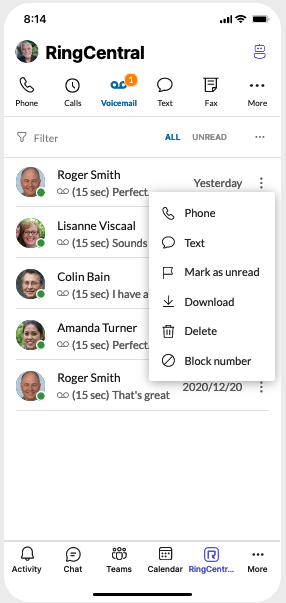 8:14
RingCentral
1
Phone Calls Voicemail Text Fax More
Filter ALL UNREAD
Roger Smith
(15 sec) Perfect. Yesterday
Lisanne Viscaal
(15 sec) Sounds
Colin Bain
(15 sec) I have a
Amanda Turner
(15 sec) Perfect.
Roger Smith
(15 sec) That's great 2020/12/20
Phone
Text
Mark as unread
Download
Delete
Block number
Activity Chat Teams Calendar RingCentr... More